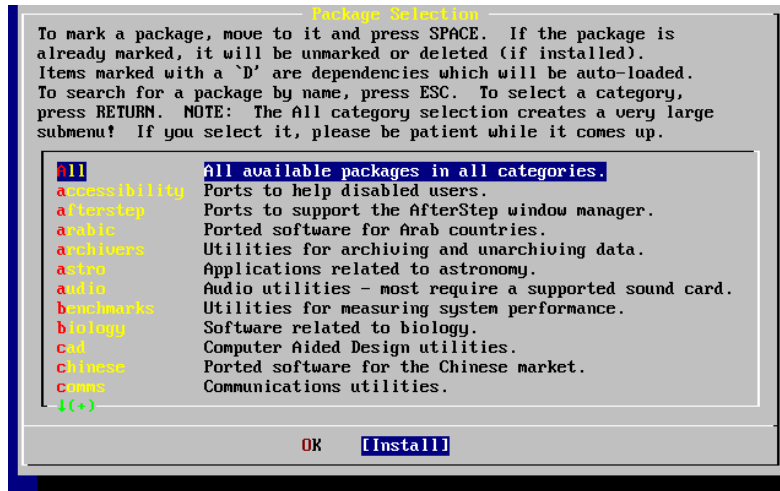 Package Selection
To mark a package, move to it and press SPACE.  If the package is
already marked, it will be unmarked or deleted (if installed).
Items marked with a `D' are dependencies which will be auto-loaded.
To search for a package by name, press ESC.  To select a category,
press RETURN.  NOTE:  The All category selection creates a very large
submenu!  If you select it, please be patient while it comes up.
All All available packages in all categories.
accessibility Ports to help disabled users.
afterstep Ports to support the AfterStep window manager.
arabic Ported software for Arab countries.
archivers Utilities for archiving and unarchiving data.
astro Applications related to astronomy.
audio Audio utilities - most require a supported sound card.
benchmarks Utilities for measuring system performance.
biology Software related to biology.
cad Computer Aided Design utilities.
chinese Ported software for the Chinese market.
comms Communications utilities.
↓(+)
OK [Install]